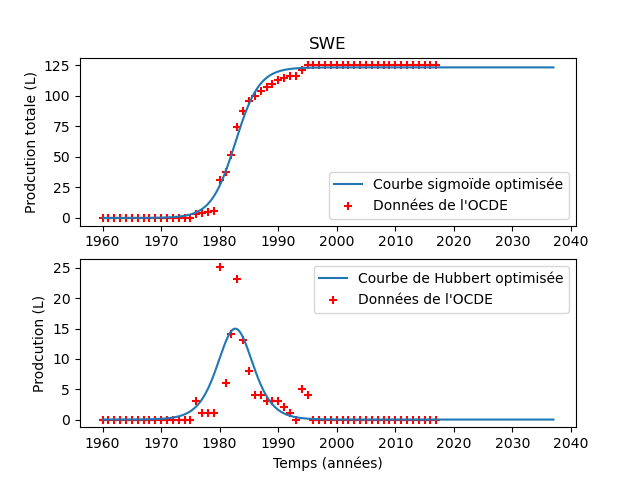 SWE
Prodcution totale (L)
125
100
75
50
25
0
Courbe sigmoïde optimisée
Données de l'OCDE
1960 1970 1980 1990 2000 2010 2020 2030 2040
Prodcution (L)
25
20
15
10
5
0
Courbe de Hubbert optimisée
Données de l'OCDE
1960 1970 1980 1990 2000 2010 2020 2030 2040
Temps (années)